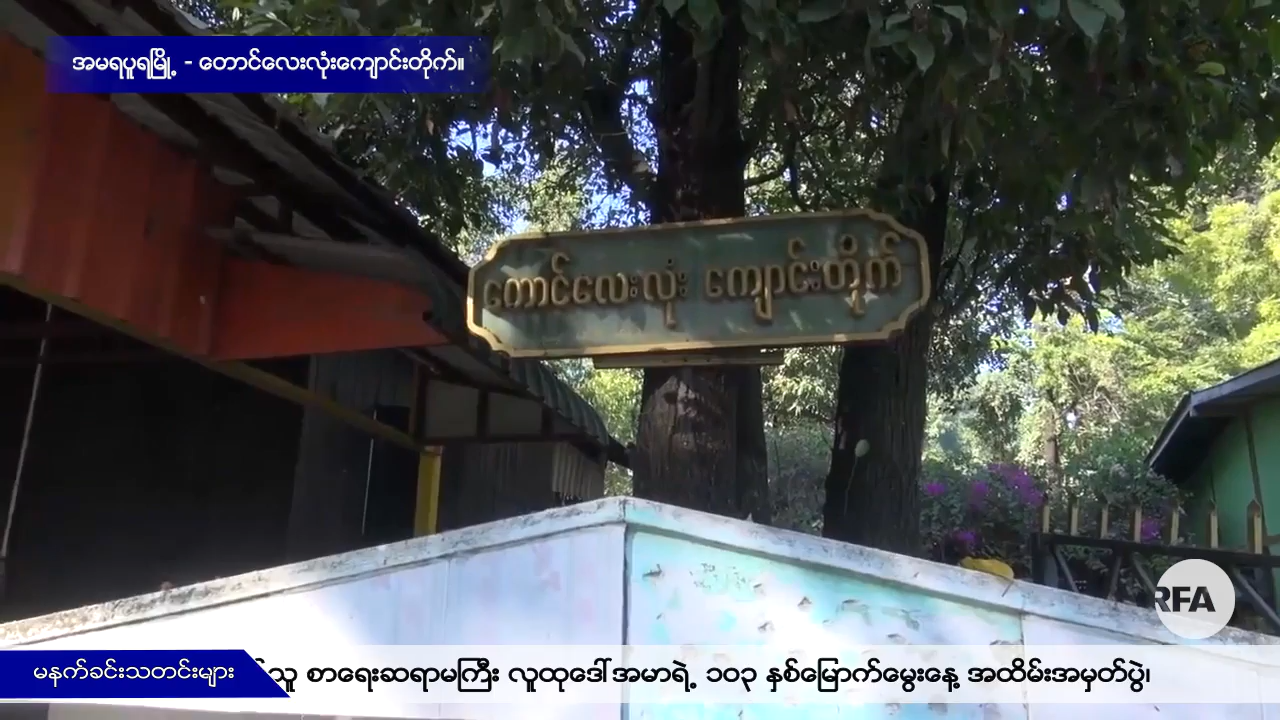 အမရပူရမြို့ - တောင်လေးလုံးကျောင်းတိုက်။
တောင်လေးလုံး ကျောင်းတိုက်
RFA
မနက်ခင်းသတင်းများ
စာရေးဆရာမကြီး လူထုဒေါ်အမာရဲ့ ၁၀၃ နှစ်မြောက်မွေးနေ့ အထိမ်းအမှတ်ပွဲ၊